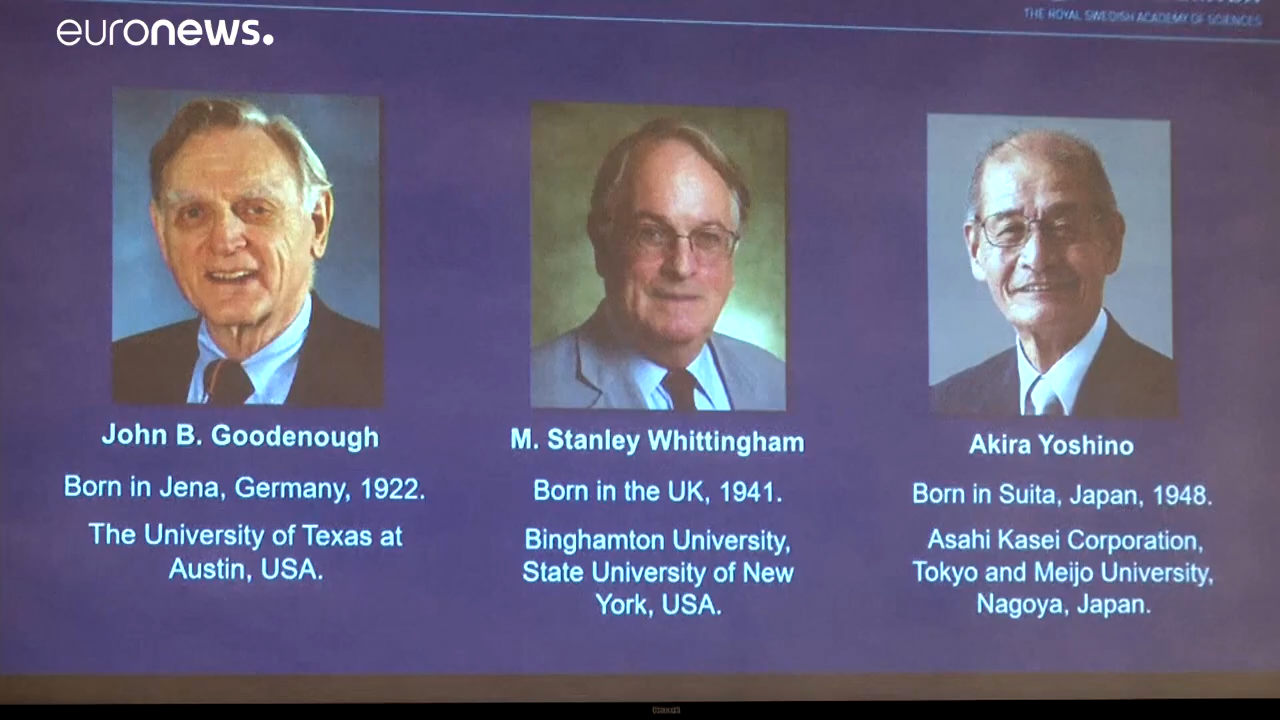 euronews.
THE ROYAL SWEDISH ACADEMY OF SCIENCES
John B. Goodenough
Born in Jena, Germany, 1922.
The University of Texas at
Austin, USA.
M. Stanley Whittingham
Born in the UK, 1941.
Binghamton University,
State University of New
York, USA.
Akira Yoshino
Born in Suita, Japan, 1948.
Asahi Kasei Corporation,
Tokyo and Meijo University,
Nagoya, Japan.